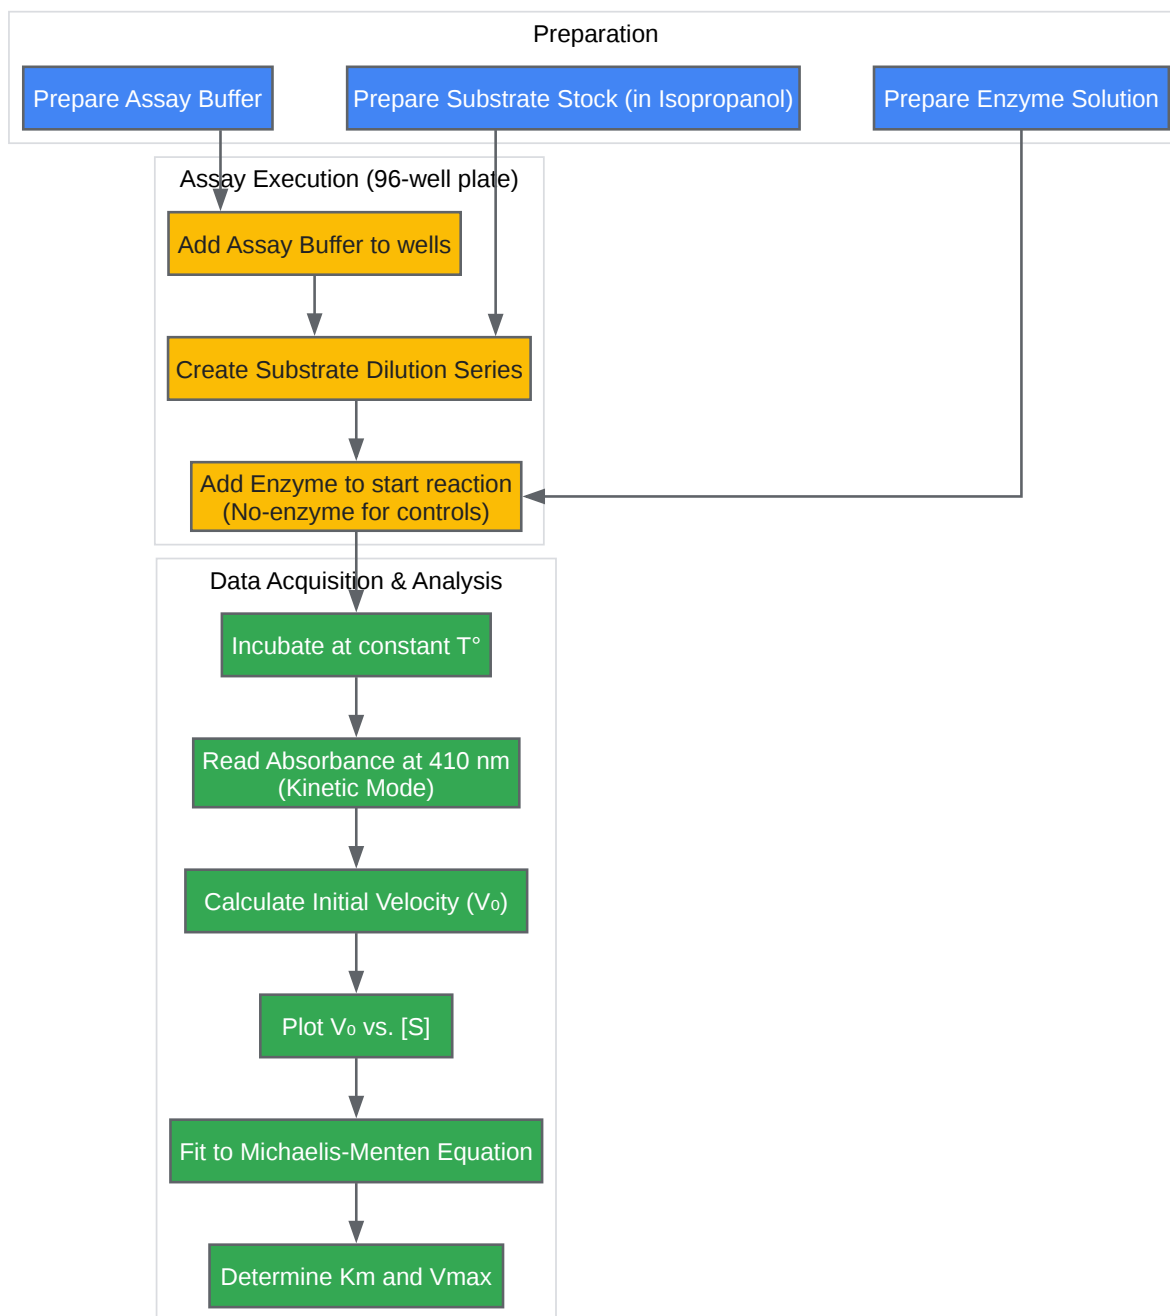 Preparation
Prepare Assay Buffer
Prepare Substrate Stock (in Isopropanol)
Prepare Enzyme Solution
Assay Execution (96-well plate)
Add Assay Buffer to wells
Create Substrate Dilution Series
Add Enzyme to start reaction
(No-enzyme for controls)
Data Acquisition & Analysis
Incubate at constant T°
Read Absorbance at 410 nm
(Kinetic Mode)
Calculate Initial Velocity (V₀)
Plot V₀ vs. [S]
Fit to Michaelis-Menten Equation
Determine Km and Vmax